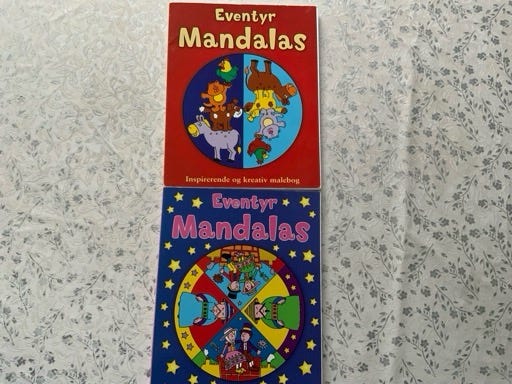 Eventyr
Mandalas
Inspirerende og kreativ malebog
Eventyr
Mandalas